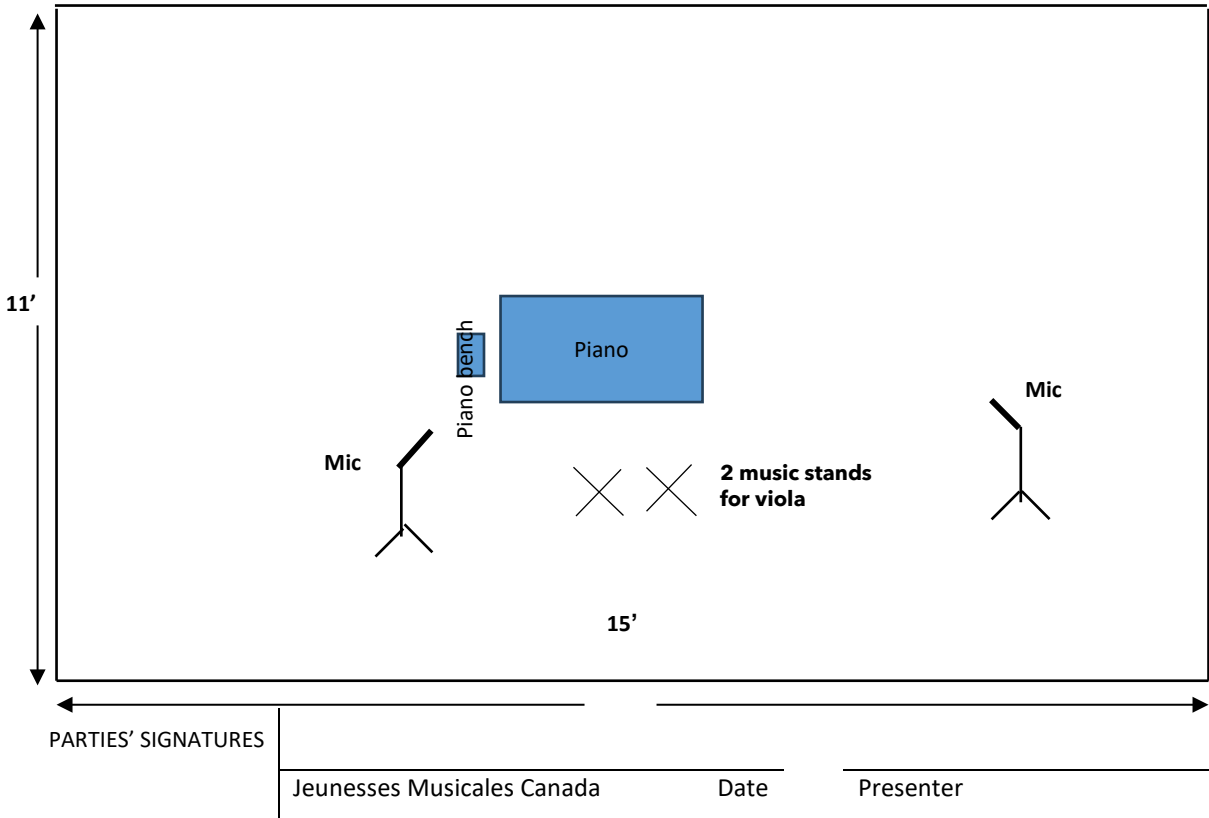 11’
Piano bench
Piano
Mic
Mic
2 music stands
for viola
15’
PARTIES’ SIGNATURES
Jeunesses Musicales Canada Date Presenter